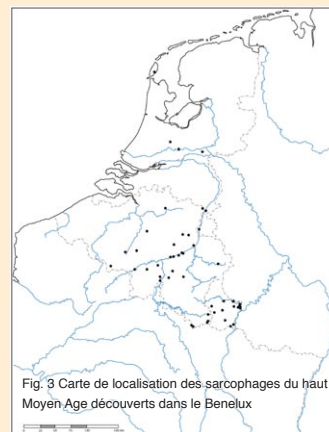 Fig. 3 Carte de localisation des sarcophages du haut
Moyen Age découverts dans le Benelux